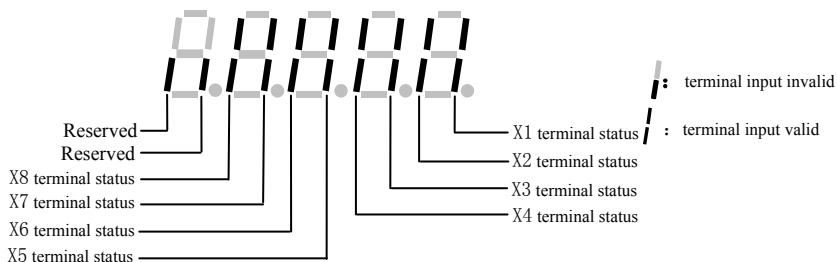 : terminal input invalid
: terminal input valid
Reserved
Reserved
X8 terminal status
X7 terminal status
X6 terminal status
X5 terminal status
X1 terminal status
X2 terminal status
X3 terminal status
X4 terminal status